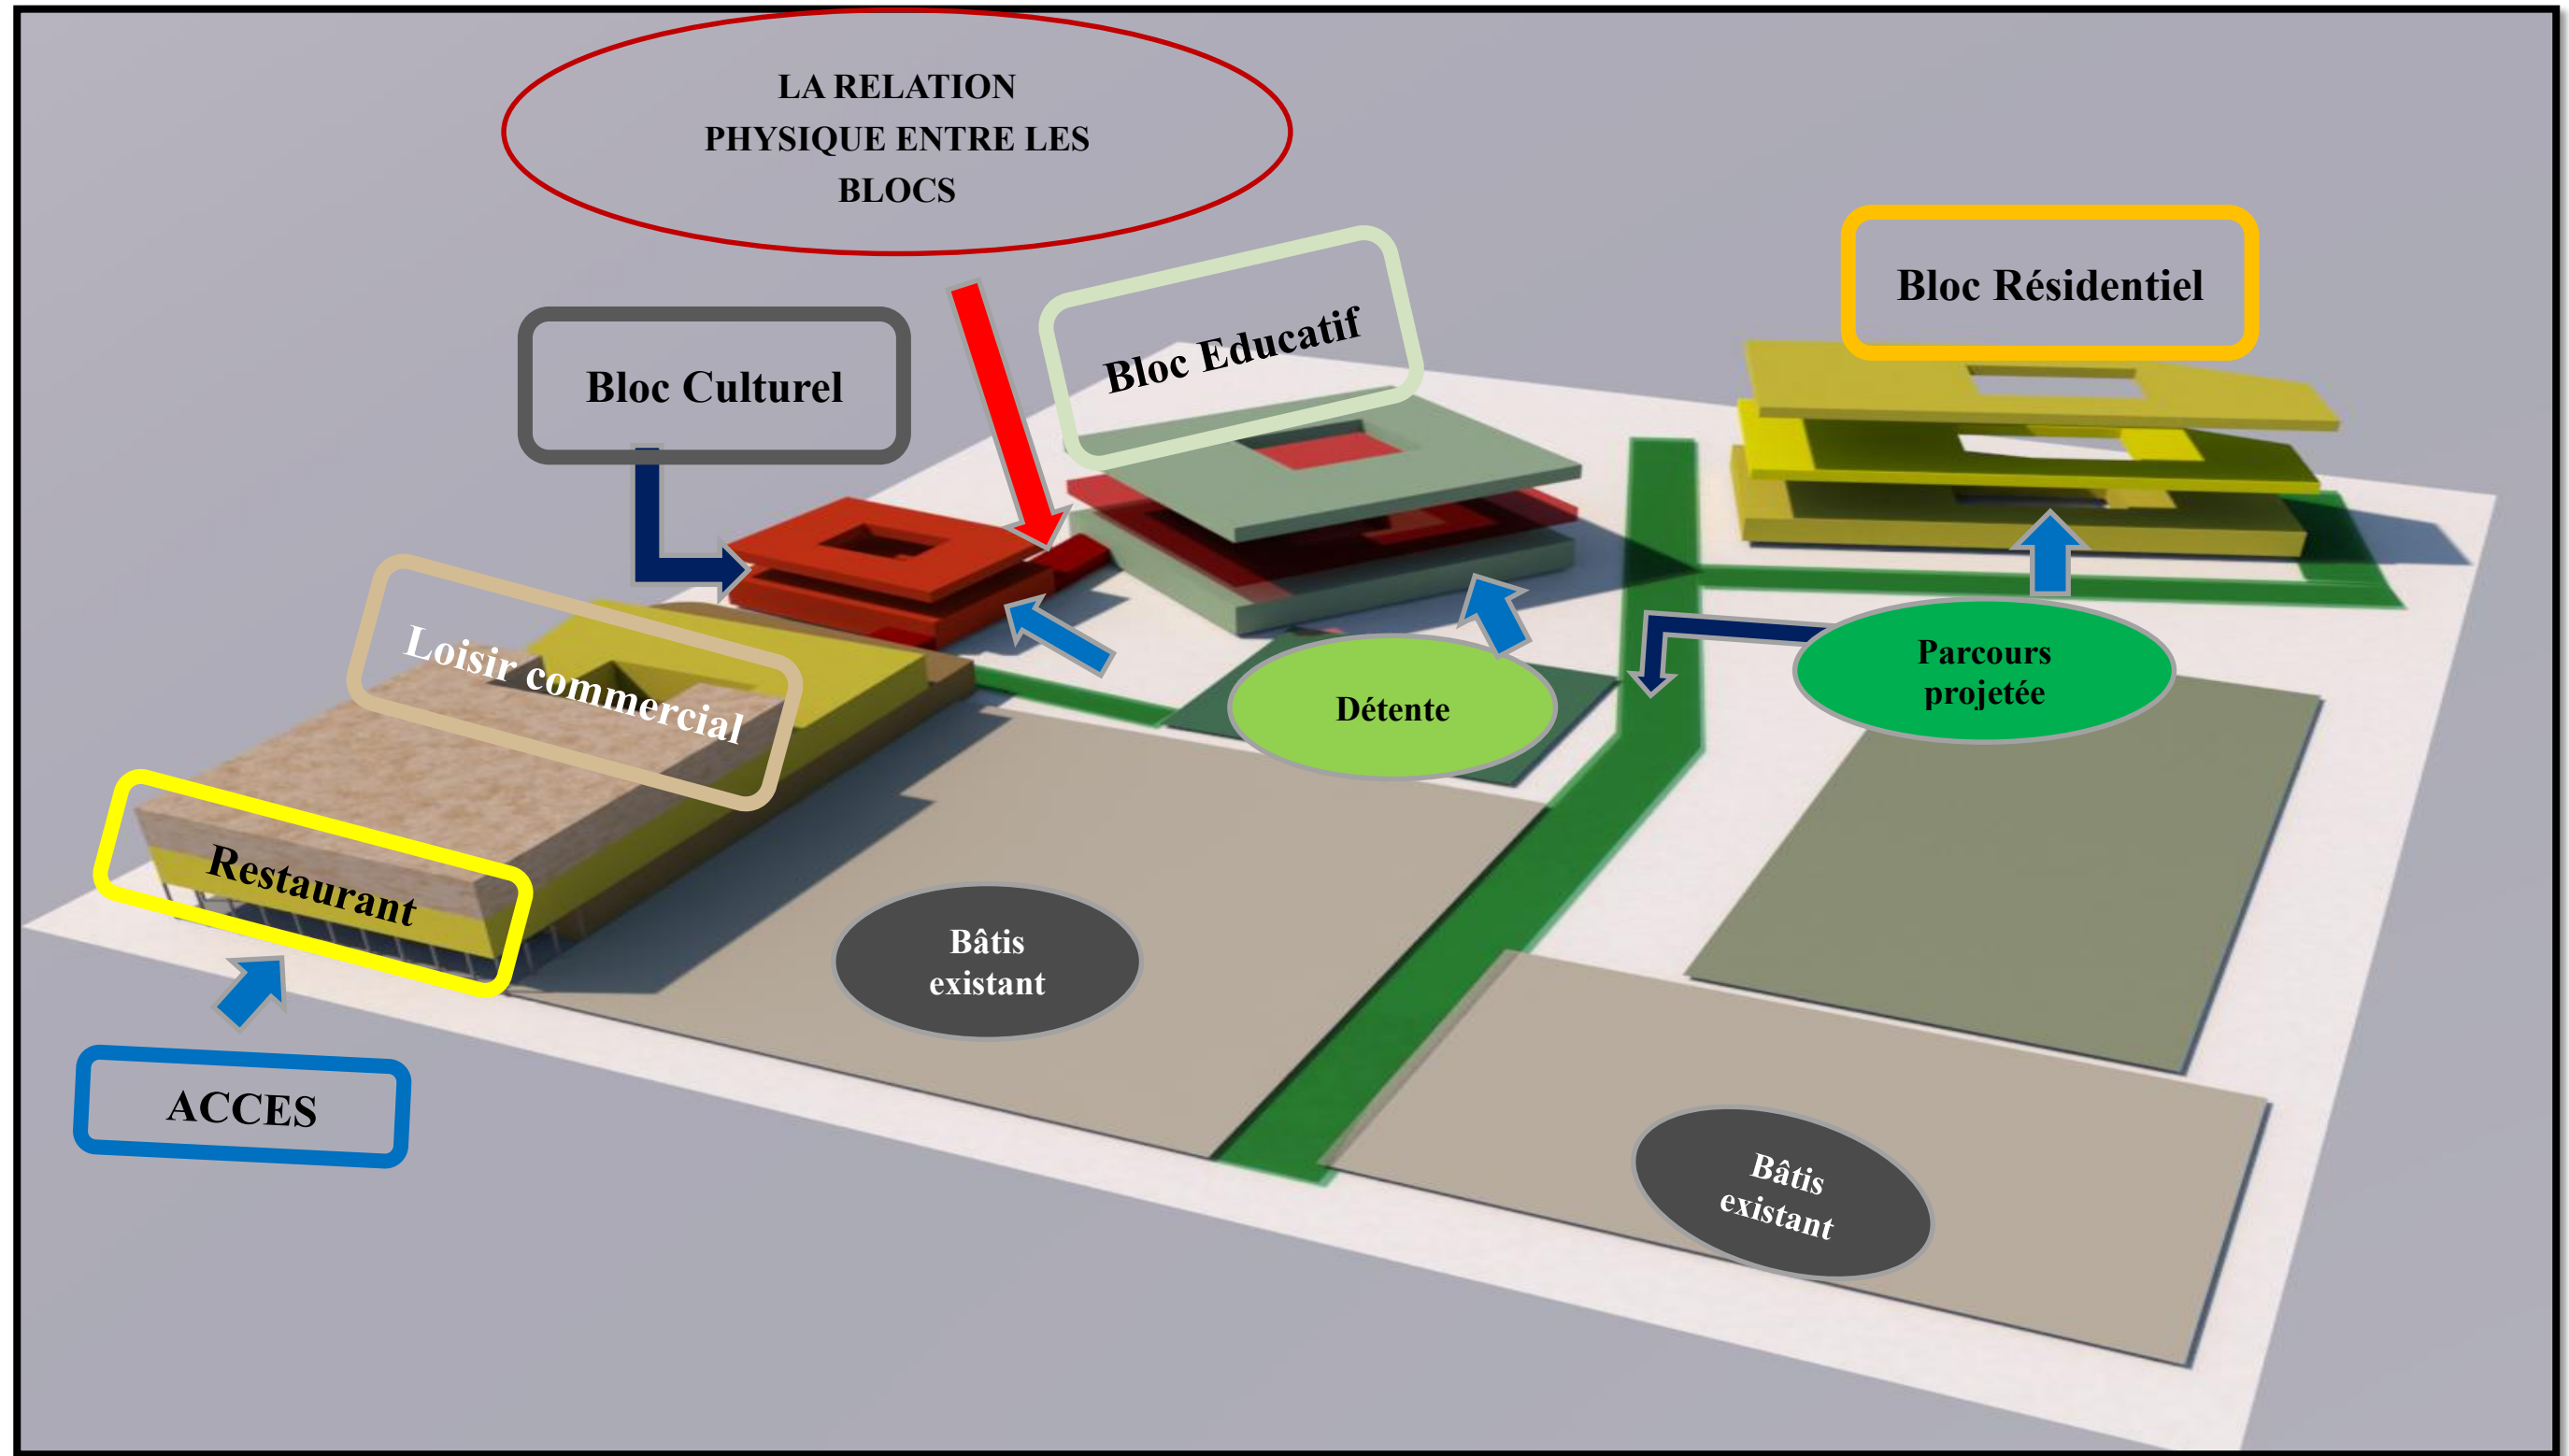 LA RELATION
PHYSIQUE ENTRE LES
BLOCS
Bloc Culturel
Bloc Educatif
Bloc Résidentiel
Loisir commercial
Restaurant
Détente
Parcours
projetée
Bâtis
existant
ACCES
Bâtis
existant